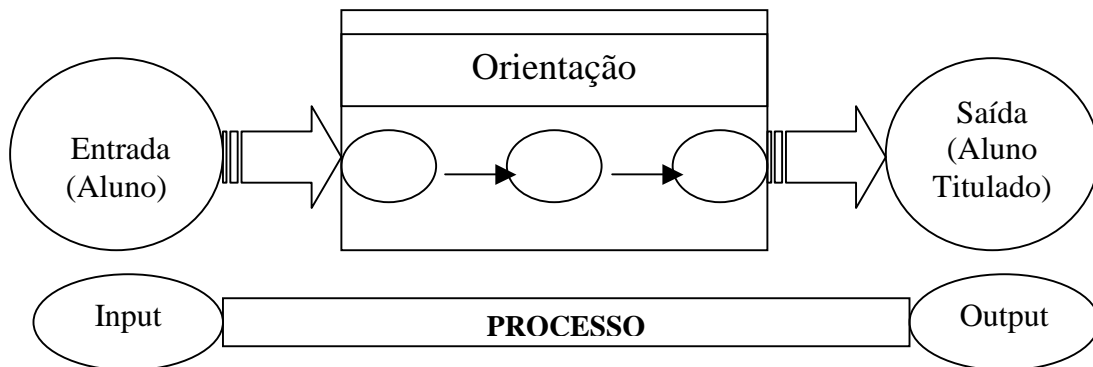 Orientação
Entrada
(Aluno)
Saída
(Aluno
Titulado)
Input
PROCESSO
Output